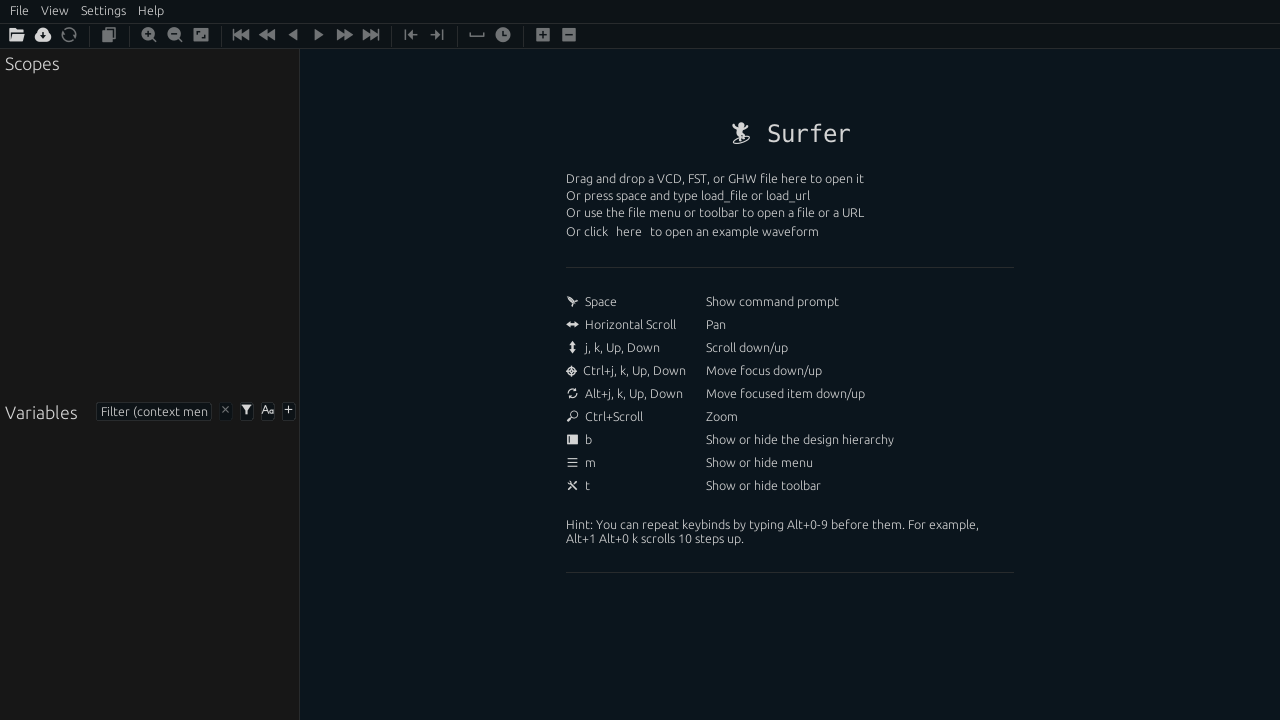 File View Settings Help
Scopes
Surfer
Drag and drop a VCD, FST, or GHW file here to open it
Or press space and type load_file or load_url
Or use the file menu or toolbar to open a file or a URL
Or click here to open an example waveform
Space Show command prompt
Horizontal Scroll Pan
j, k, Up, Down Scroll down/up
Ctrl+j, k, Up, Down Move focus down/up
Alt+j, k, Up, Down Move focused item down/up
Variables Filter (context men Aa
Ctrl+Scroll Zoom
b Show or hide the design hierarchy
m Show or hide menu
t Show or hide toolbar
Hint: You can repeat keybinds by typing Alt+0-9 before them. For example,
Alt+1 Alt+0 k scrolls 10 steps up.